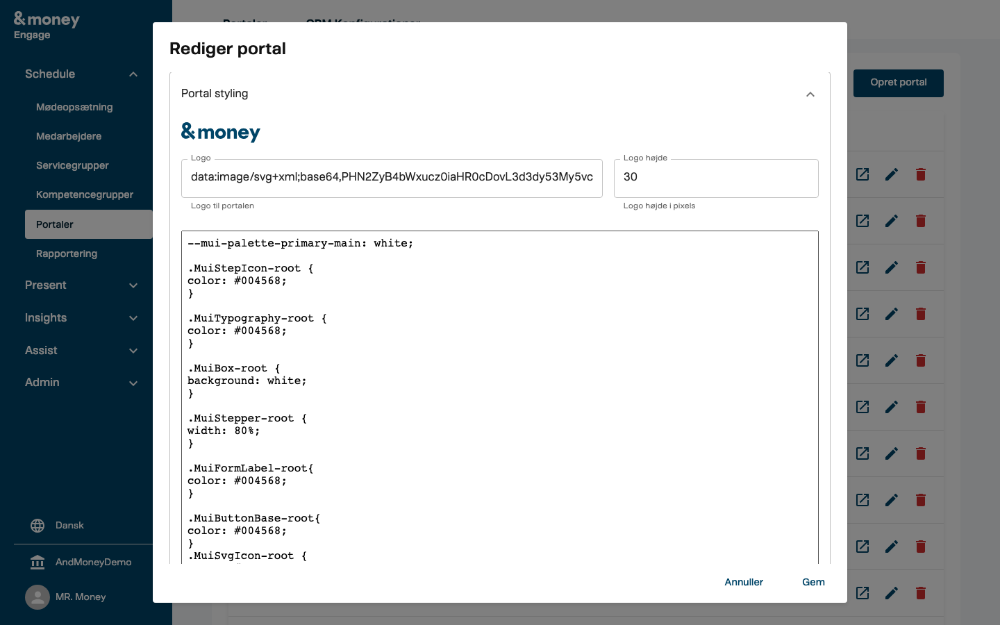 &money
Engage
Schedule
Mødeopsætning
Medarbejdere
Servicegrupper
Kompetencegrupper
Portaler
Rapportering
Present
Insights
Assist
Admin
Dansk
AndMoneyDemo
MR. Money
Opret portal
Rediger portal
Portal styling
&money
Logo
data:image/svg+xml;base64,PHN2ZyB4bWxucz0iaHR0cDovL3d3dy53My5vc
Logo til portalen
Logo højde
30
Logo højde i pixels
--mui-palette-primary-main: white;
.MuiStepIcon-root {
color: #004568;
}
.MuiTypography-root {
color: #004568;
}
.MuiBox-root {
background: white;
}
.MuiStepper-root {
width: 80%;
}
.MuiFormLabel-root{
color: #004568;
}
.MuiButtonBase-root{
color: #004568;
}
.MuiSvgIcon-root {
Annuller
Gem